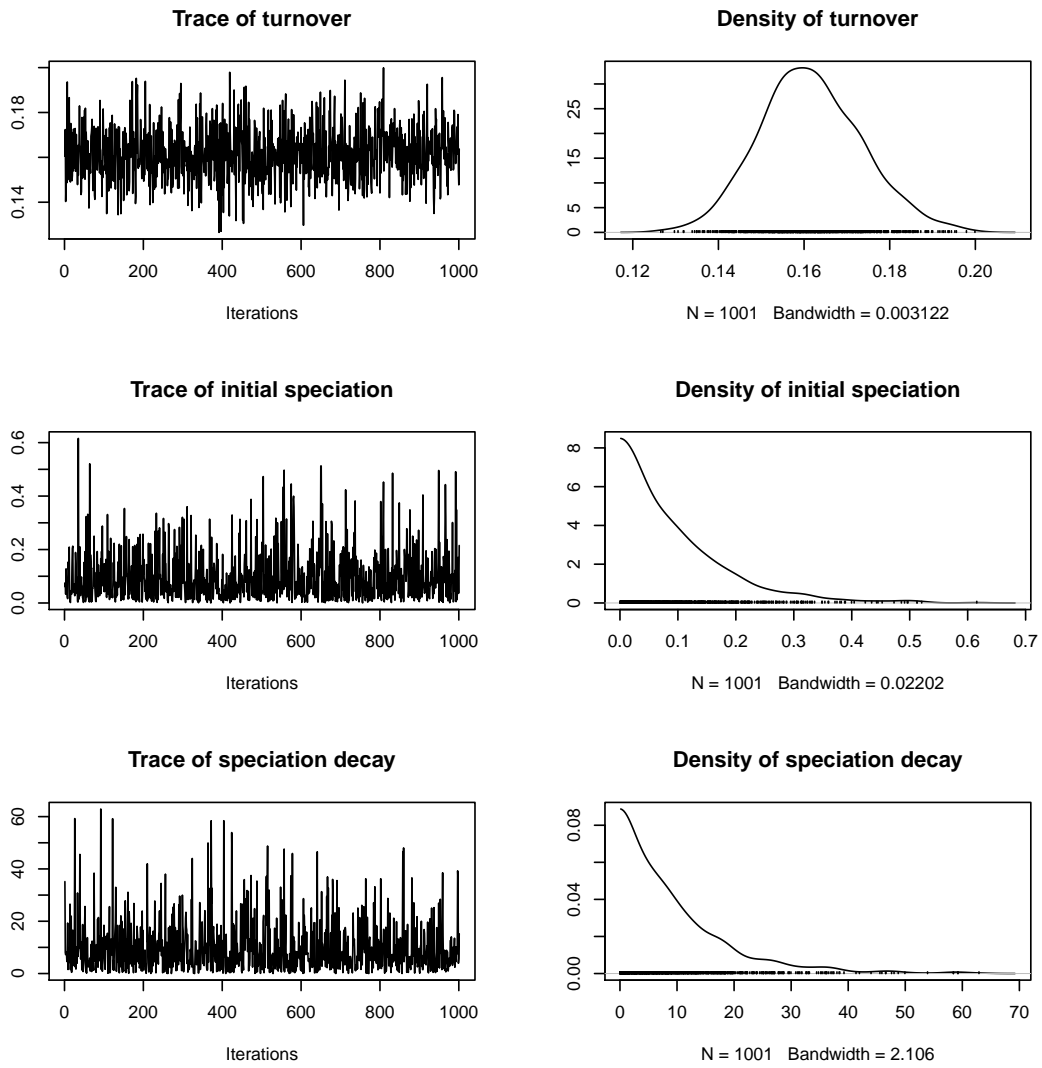 Trace of turnover
0.14
0.18
0 200 400 600 800 1000
Iterations
Density of turnover
0 5 15 25
0.12 0.14 0.16 0.18 0.20
N = 1001 Bandwidth = 0.003122
Trace of initial speciation
0.0 0.2 0.4 0.6
0 200 400 600 800 1000
Iterations
Density of initial speciation
0 2 4 6 8
0.0 0.1 0.2 0.3 0.4 0.5 0.6 0.7
N = 1001 Bandwidth = 0.02202
Trace of speciation decay
0 20 40 60
0 200 400 600 800 1000
Iterations
Density of speciation decay
0.00 0.04 0.08
0 10 20 30 40 50 60 70
N = 1001 Bandwidth = 2.106